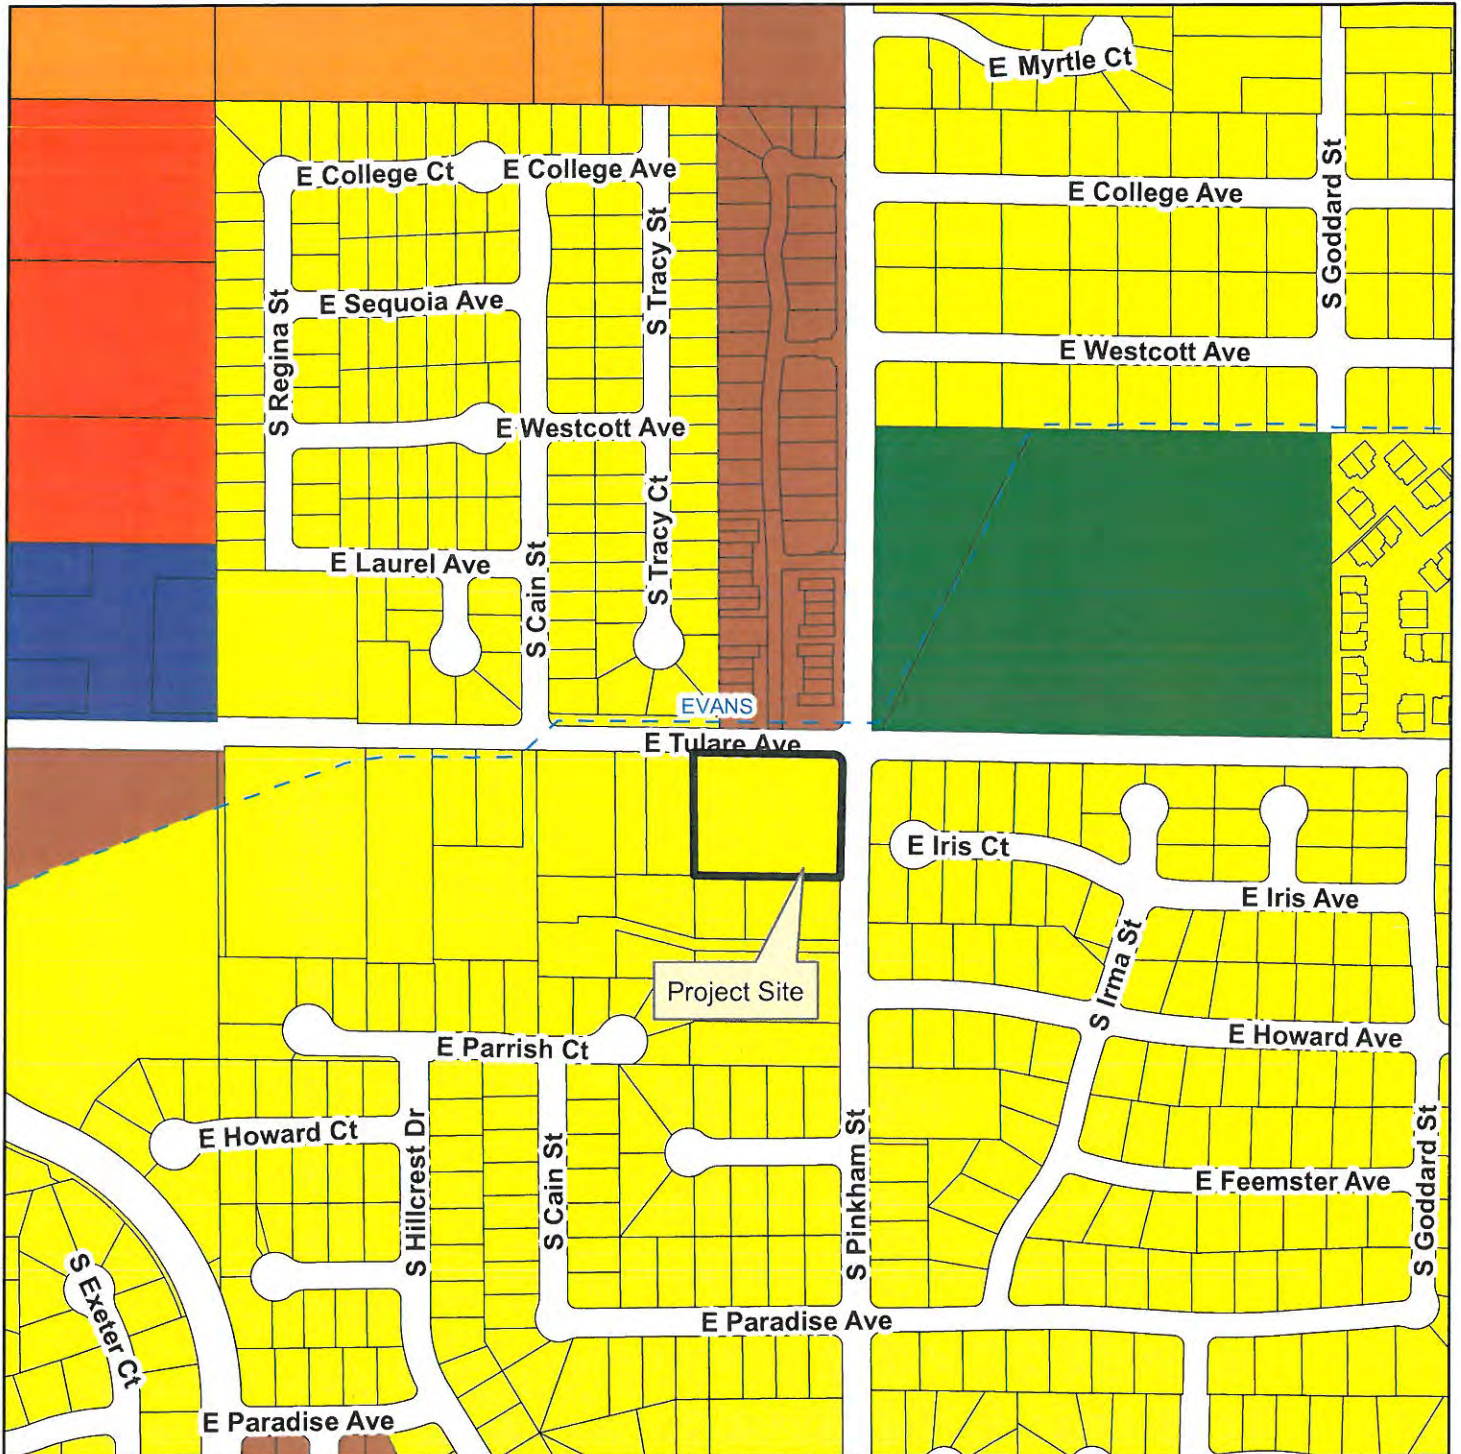 E Myrtle Ct
E College Ct
E College Ave
E College Ave
S Goddard St
S Tracy St
E Sequoia Ave
S Regina St
E Westcott Ave
E Westcott Ave
S Tracy Ct
E Laurel Ave
S Cain St
EVANS
E Tulare Ave
E Iris Ct
E Iris Ave
S Irma St
Project Site
E Howard Ave
E Parrish Ct
E Howard Ct
S Hillcrest Dr
S Cain St
S Pinkham St
S Goddard St
E Feemster Ave
S Exeter Ct
E Paradise Ave
E Paradise Ave